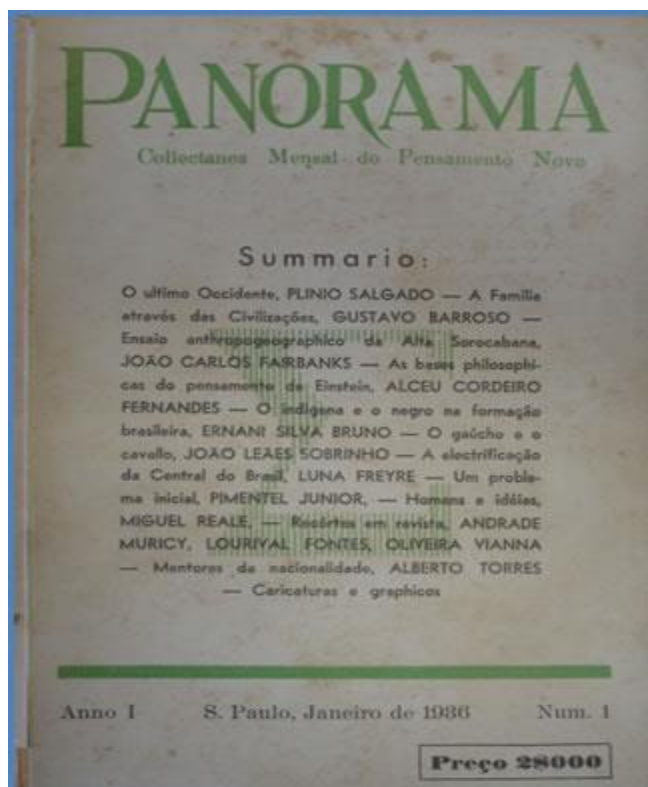 PANORAMA
Collectanea Mensal do Pensamento Novo
Summario:
O ultimo Occidente, PLINIO SALGADO — A Familia
através das Civilizações, GUSTAVO BARROSO —
Ensaio anthropogeographico da Alta Sorocabana,
JOÃO CARLOS FAIRBANKS — As bases philosophi-
cas do pensamento de Einstein, ALCEU CORDEIRO
FERNANDES — O indigena e o negro na formação
brasileira, ERNANI SILVA BRUNO — O gaúcho e o
cavallo, JOÃO LEÃES SOBRINHO — A electrificação
da Central do Brasil, LUNA FREYRE — Um proble-
ma inicial, PIMENTEL JUNIOR, — Homens e idéias,
MIGUEL REALE, — Recórtes em revista, ANDRADE
MURICY, LOURIVAL FONTES, OLIVEIRA VIANNA
— Mentores da nacionalidade, ALBERTO TORRES
— Caricaturas e graphicos
Anno I S. Paulo, Janeiro de 1936 Num. 1
Preço 2$000